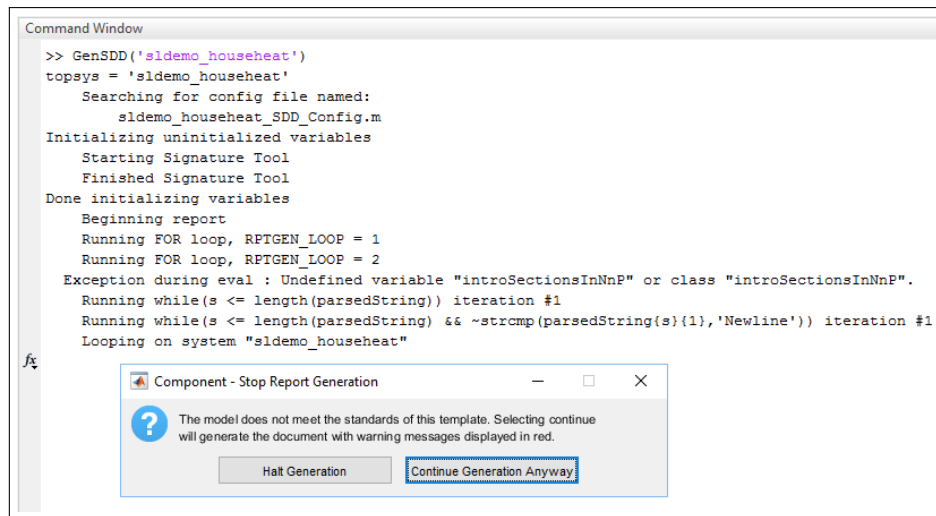 Command Window
>> GenSDD('sldemo_househeat')
topsys = 'sldemo_househeat'
Searching for config file named:
sldemo_househeat_SDD_Config.m
Initializing uninitialized variables
Starting Signature Tool
Finished Signature Tool
Done initializing variables
Beginning report
Running FOR loop, RPTGEN_LOOP = 1
Running FOR loop, RPTGEN_LOOP = 2
Exception during eval : Undefined variable "introSectionsInNnP" or class "introSectionsInNnP".
Running while(s <= length(parsedString)) iteration #1
Running while(s <= length(parsedString) && ~strcmp(parsedString{s}{1},'Newline')) iteration #1
Looping on system "sldemo_househeat"
fx
Component - Stop Report Generation
The model does not meet the standards of this template. Selecting continue
will generate the document with warning messages displayed in red.
Halt Generation
Continue Generation Anyway